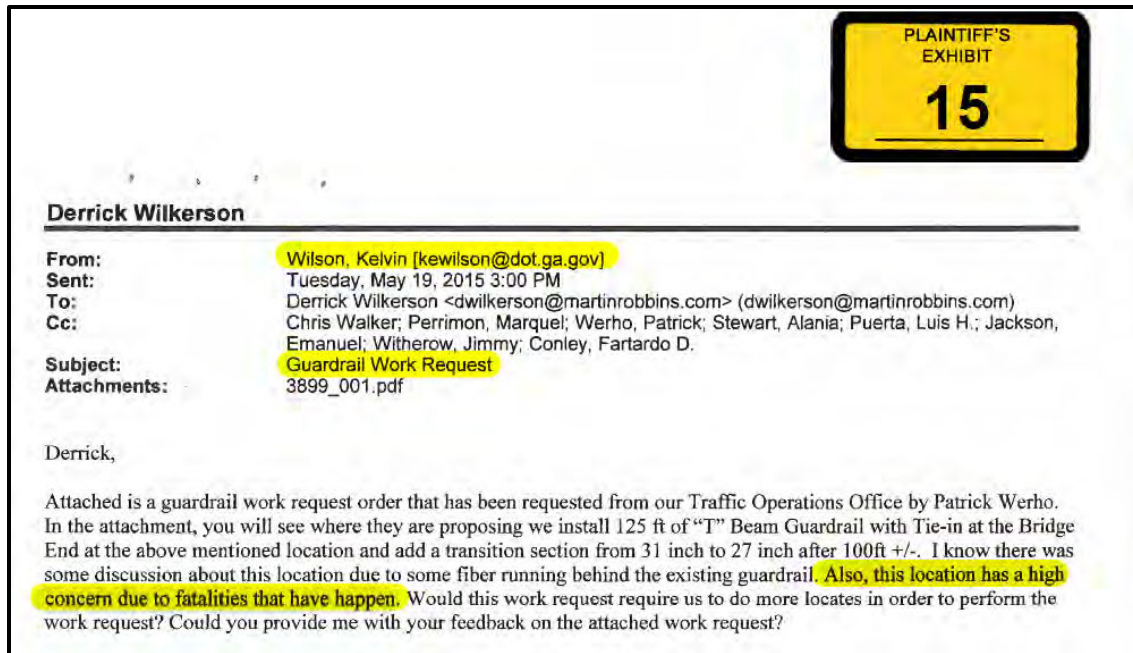 PLAINTIFF'S
EXHIBIT
15
Derrick Wilkerson
From: Wilson, Kelvin [kewilson@dot.ga.gov]
Sent: Tuesday, May 19, 2015 3:00 PM
To: Derrick Wilkerson <dwilkerson@martinrobbins.com> (dwilkerson@martinrobbins.com)
Cc: Chris Walker; Perrimon, Marquel; Werho, Patrick; Stewart, Alania; Puerta, Luis H.; Jackson,
Emanuel; Witherow, Jimmy; Conley, Fartardo D.
Subject: Guardrail Work Request
Attachments: 3899_001.pdf
Derrick,
Attached is a guardrail work request order that has been requested from our Traffic Operations Office by Patrick Werho.
In the attachment, you will see where they are proposing we install 125 ft of “T” Beam Guardrail with Tie-in at the Bridge
End at the above mentioned location and add a transition section from 31 inch to 27 inch after 100ft +/-.  I know there was
some discussion about this location due to some fiber running behind the existing guardrail. Also, this location has a high
concern due to fatalities that have happen. Would this work request require us to do more locates in order to perform the
work request? Could you provide me with your feedback on the attached work request?